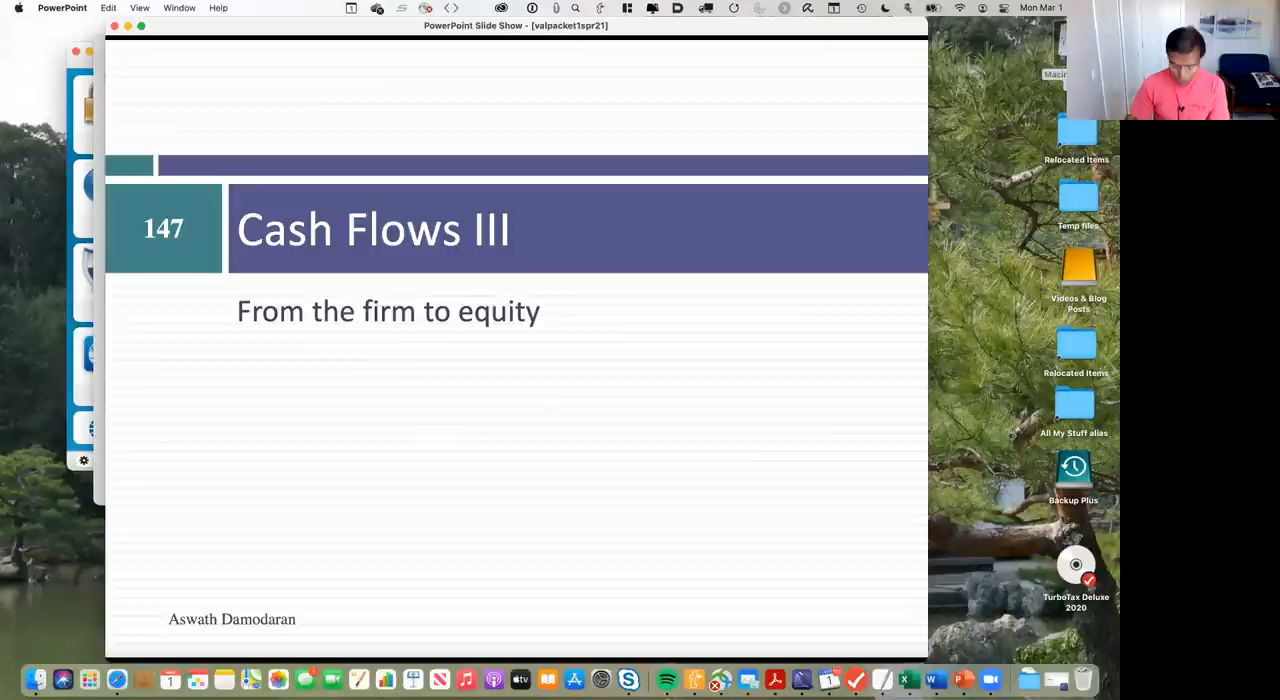 PowerPoint File Edit View Window Help Mon Mar 1
PowerPoint Slide Show - [valpacket1spr21]
147
Cash Flows III
From the firm to equity
Aswath Damodaran
Macin
Relocated Items
Temp files
Videos & Blog
Posts
Relocated Items
All My Stuff alias
Backup Plus
TurboTax Deluxe
2020